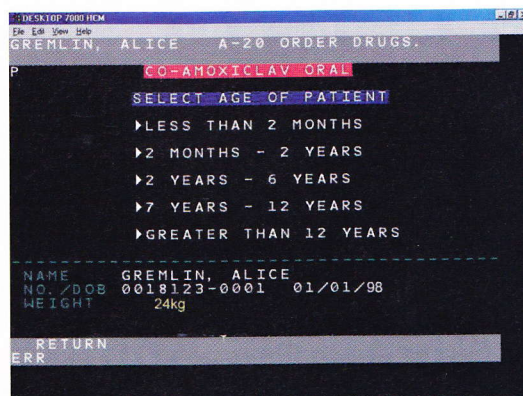 DESKTOP 7000 HCM
File Edit View Help
GREMLIN, ALICE A-20 ORDER DRUGS.
P CO-AMOXICLAV ORAL
SELECT AGE OF PATIENT
LESS THAN 2 MONTHS
2 MONTHS - 2 YEARS
2 YEARS - 6 YEARS
7 YEARS - 12 YEARS
GREATER THAN 12 YEARS
NAME GREMLIN, ALICE
NO./DOB 0018123-0001 01/01/98
WEIGHT 24kg
RETURN
ERR